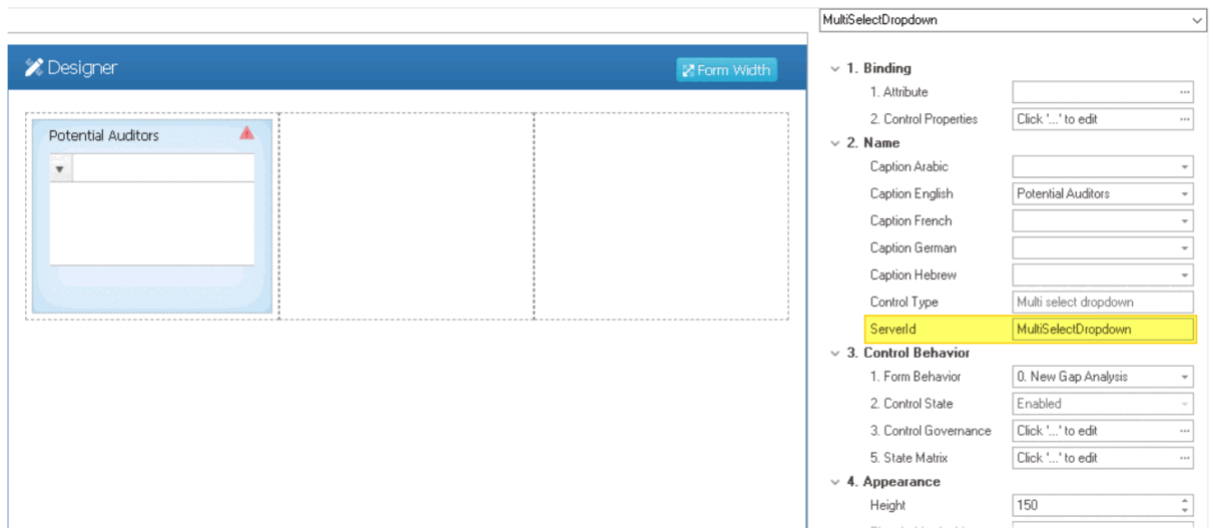 MultiSelectDropdown
Designer
Form Width
Potential Auditors
1. Binding
1. Attribute ...
2. Control Properties Click '...' to edit ...
2. Name
Caption Arabic
Caption English Potential Auditors
Caption French
Caption German
Caption Hebrew
Control Type Multi select dropdown
ServerId MultiSelectDropdown
3. Control Behavior
1. Form Behavior 0. New Gap Analysis
2. Control State Enabled
3. Control Governance Click '...' to edit ...
5. State Matrix Click '...' to edit ...
4. Appearance
Height 150